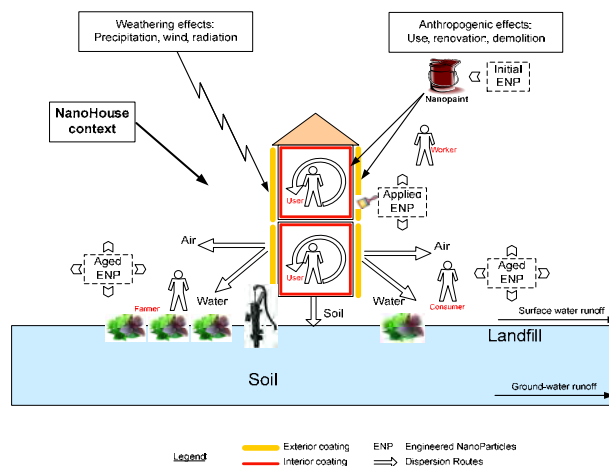 Weathering effects:
Precipitation, wind, radiation
Anthropogenic effects:
Use, renovation, demolition
Initial
ENP
Nanopaint
NanoHouse
context
Worker
User
Applied
ENP
Air
Aged
ENP
User
Air
Aged
ENP
Farmer
Water
Water
Consumer
Soil
Surface water runoff
Landfill
Soil
Ground-water runoff
Legend:
Exterior coating
ENP Engineered NanoParticles
Interior coating
Dispersion Routes